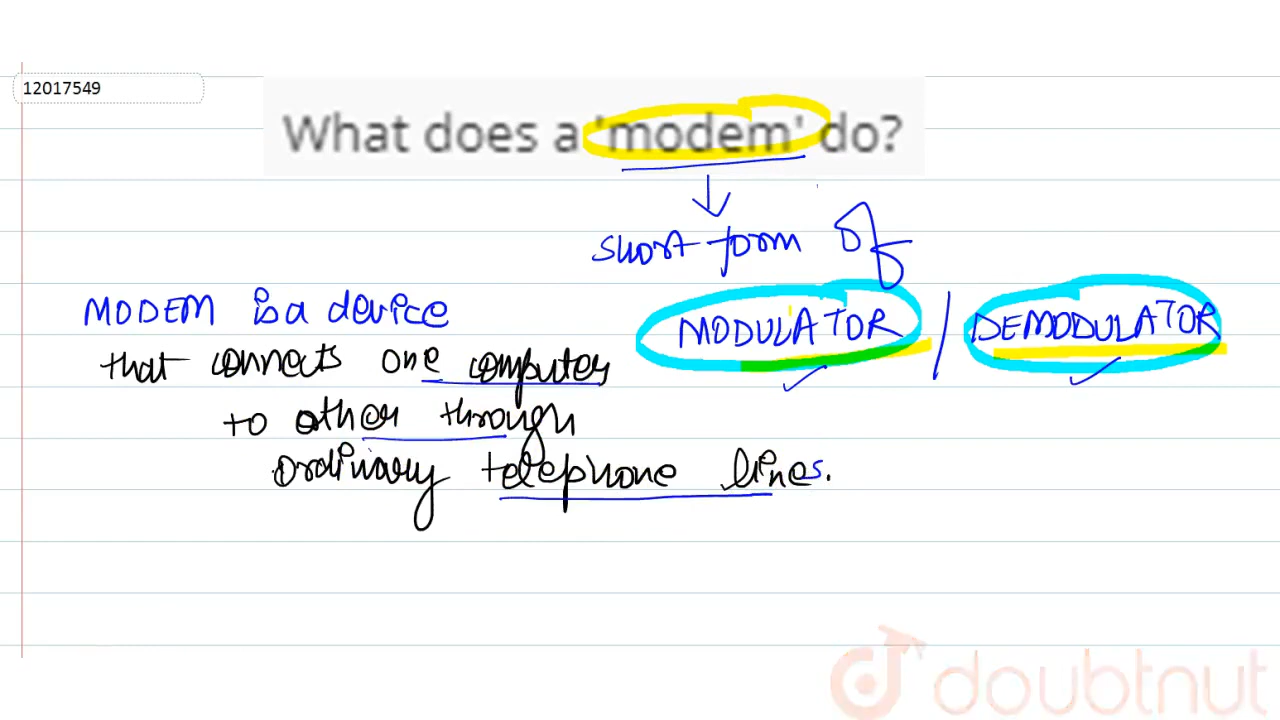 12017549
What does a 'modem' do?
short form of
MODULATOR / DEMODULATOR
MODEM is a device
that connects one computer
to other through
ordinary telephone lines.
doubtnut